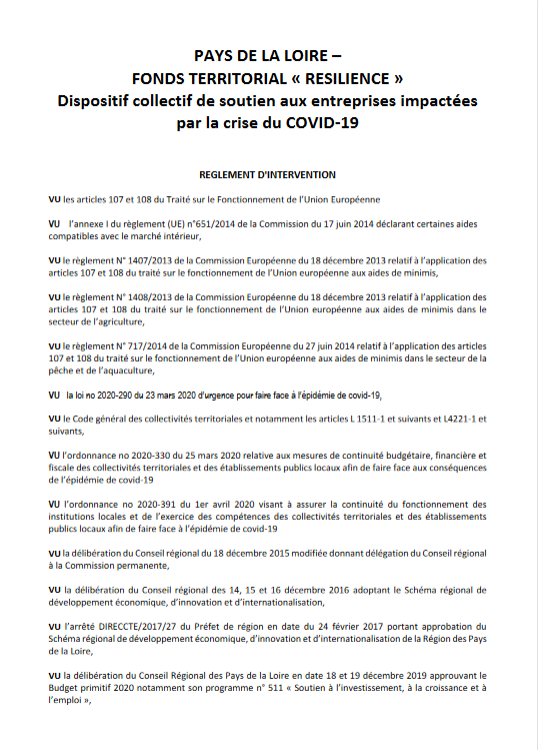 PAYS DE LA LOIRE –
FONDS TERRITORIAL « RESILIENCE »
Dispositif collectif de soutien aux entreprises impactées
par la crise du COVID-19
REGLEMENT D'INTERVENTION
VU les articles 107 et 108 du Traité sur le Fonctionnement de l'Union Européenne
VU l'annexe I du règlement (UE) n°651/2014 de la Commission du 17 juin 2014 déclarant certaines aides
compatibles avec le marché intérieur,
VU le règlement N° 1407/2013 de la Commission Européenne du 18 décembre 2013 relatif à l'application des
articles 107 et 108 du traité sur le fonctionnement de l'Union européenne aux aides de minimis,
VU le règlement N° 1408/2013 de la Commission Européenne du 18 décembre 2013 relatif à l'application des
articles 107 et 108 du traité sur le fonctionnement de l'Union européenne aux aides de minimis dans le
secteur de l'agriculture,
VU le règlement N° 717/2014 de la Commission Européenne du 27 juin 2014 relatif à l'application des articles
107 et 108 du traité sur le fonctionnement de l'Union européenne aux aides de minimis dans le secteur de la
pêche et de l'aquaculture,
VU la loi no 2020-290 du 23 mars 2020 d'urgence pour faire face à l'épidémie de covid-19,
VU le Code général des collectivités territoriales et notamment les articles L 1511-1 et suivants et L4221-1 et
suivants,
VU l'ordonnance no 2020-330 du 25 mars 2020 relative aux mesures de continuité budgétaire, financière et
fiscale des collectivités territoriales et des établissements publics locaux afin de faire face aux conséquences
de l'épidémie de covid-19
VU l'ordonnance no 2020-391 du 1er avril 2020 visant à assurer la continuité du fonctionnement des
institutions locales et de l'exercice des compétences des collectivités territoriales et des établissements
publics locaux afin de faire face à l'épidémie de covid-19
VU la délibération du Conseil régional du 18 décembre 2015 modifiée donnant délégation du Conseil régional
à la Commission permanente,
VU la délibération du Conseil régional des 14, 15 et 16 décembre 2016 adoptant le Schéma régional de
développement économique, d'innovation et d'internationalisation,
VU l'arrêté DIRECCTE/2017/27 du Préfet de région en date du 24 février 2017 portant approbation du
Schéma régional de développement économique, d'innovation et d'internationalisation de la Région des Pays
de la Loire,
VU la délibération du Conseil Régional des Pays de la Loire en date 18 et 19 décembre 2019 approuvant le
Budget primitif 2020 notamment son programme n° 511 « Soutien à l'investissement, à la croissance et à
l'emploi »,